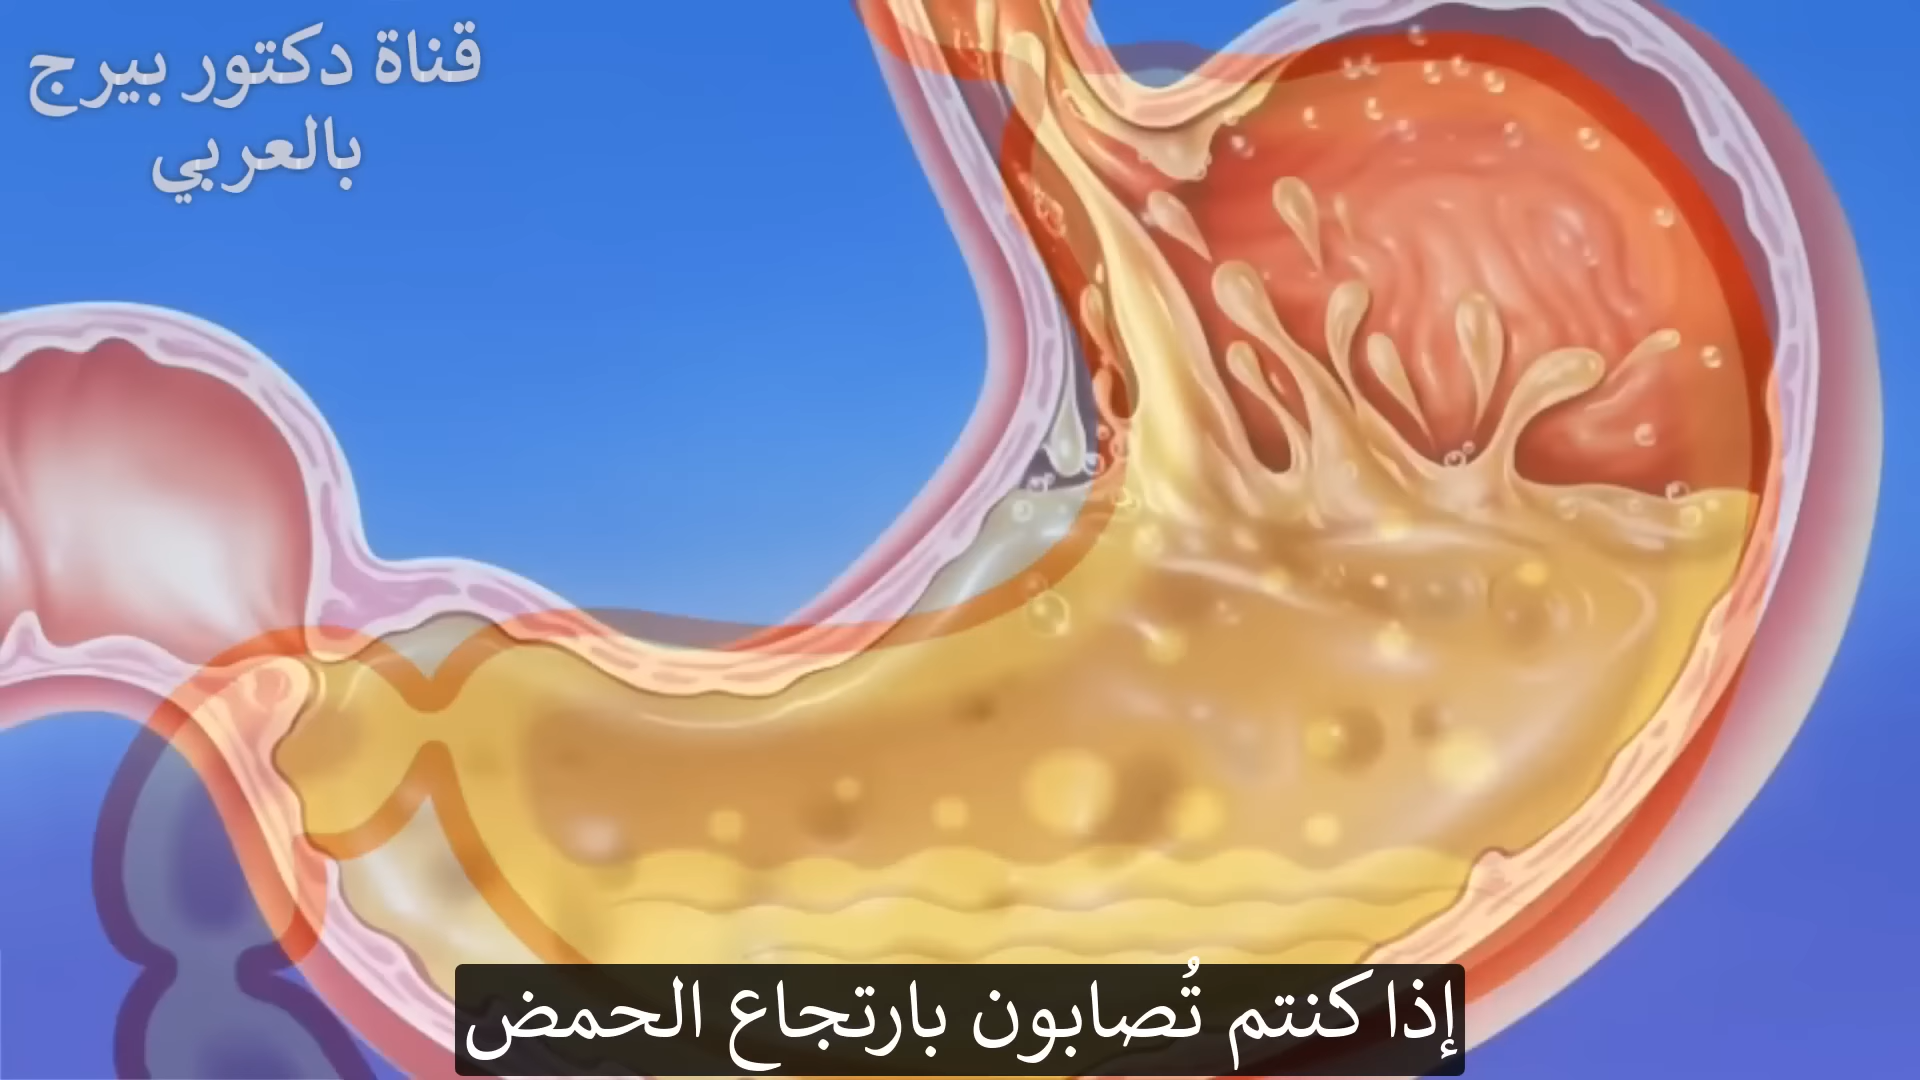 قناة دكتور بيرج
بالعربي
إذا كنتم تُصابون بارتجاع الحمض